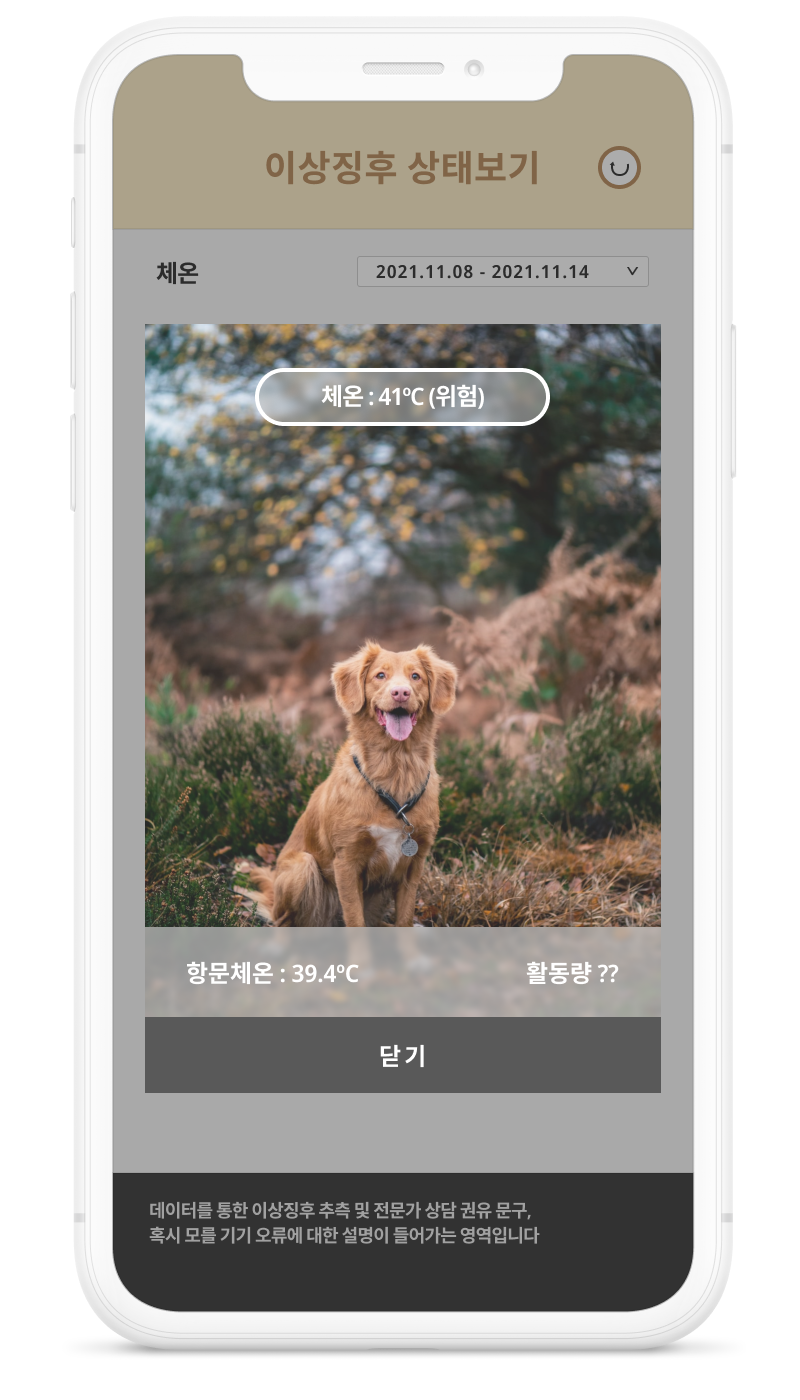 이상징후 상태보기
체온
2021.11.08 - 2021.11.14
체온 : 41ºC (위험)
항문체온 : 39.4ºC
활동량 ??
닫기
데이터를 통한 이상징후 추측 및 전문가 상담 권유 문구,
혹시 모를 기기 오류에 대한 설명이 들어가는 영역입니다